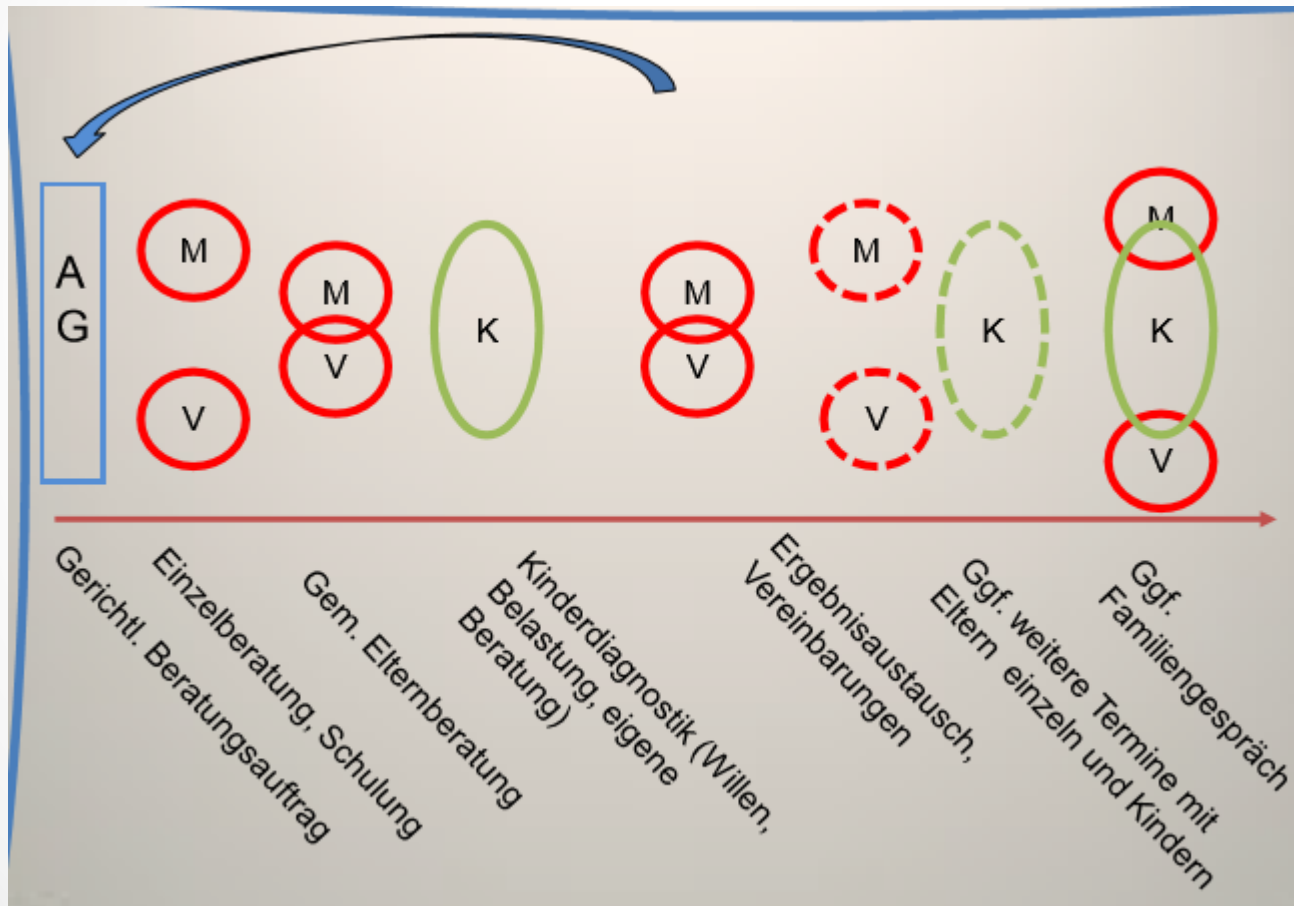 A
G
M
V
M
V
K
M
V
M
V
K
M
K
V
Gerichtl. Beratungsauftrag
Einzelberatung, Schulung
Gem. Elternberatung
Kinderdiagnostik (Willen,
Belastung, eigene
Beratung)
Ergebnisaustausch,
Vereinbarungen
Ggf. weitere Termine mit
Eltern einzeln und Kindern
Ggf.
Familiengespräch